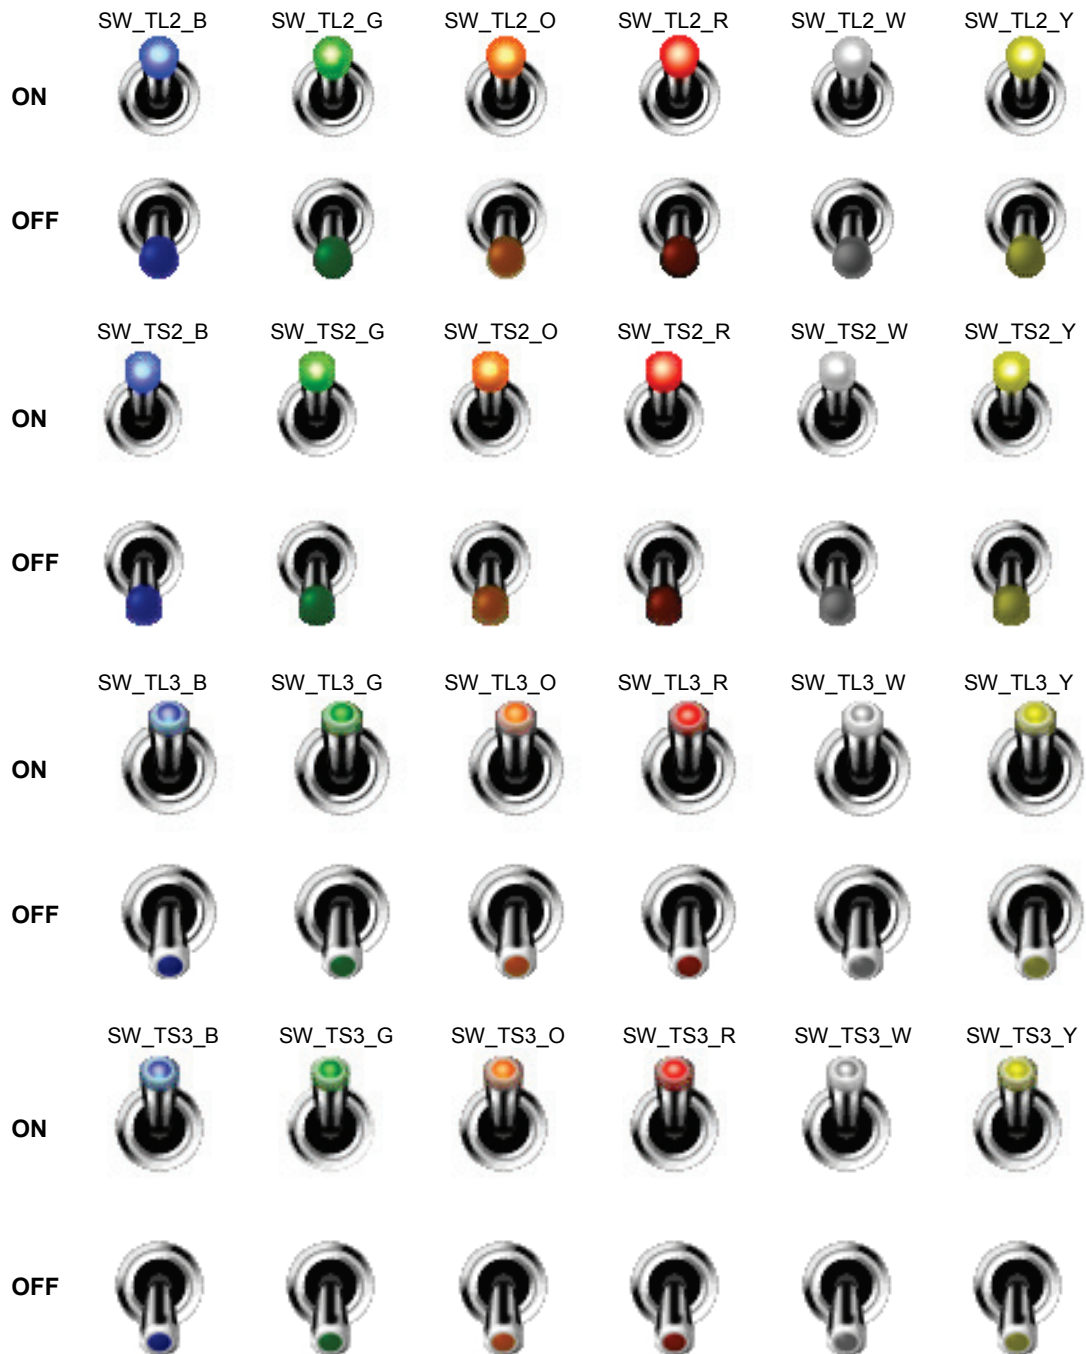 SW_TL2_B SW_TL2_G SW_TL2_O SW_TL2_R SW_TL2_W SW_TL2_Y
ON
OFF
SW_TS2_B SW_TS2_G SW_TS2_O SW_TS2_R SW_TS2_W SW_TS2_Y
ON
OFF
SW_TL3_B SW_TL3_G SW_TL3_O SW_TL3_R SW_TL3_W SW_TL3_Y
ON
OFF
SW_TS3_B SW_TS3_G SW_TS3_O SW_TS3_R SW_TS3_W SW_TS3_Y
ON
OFF